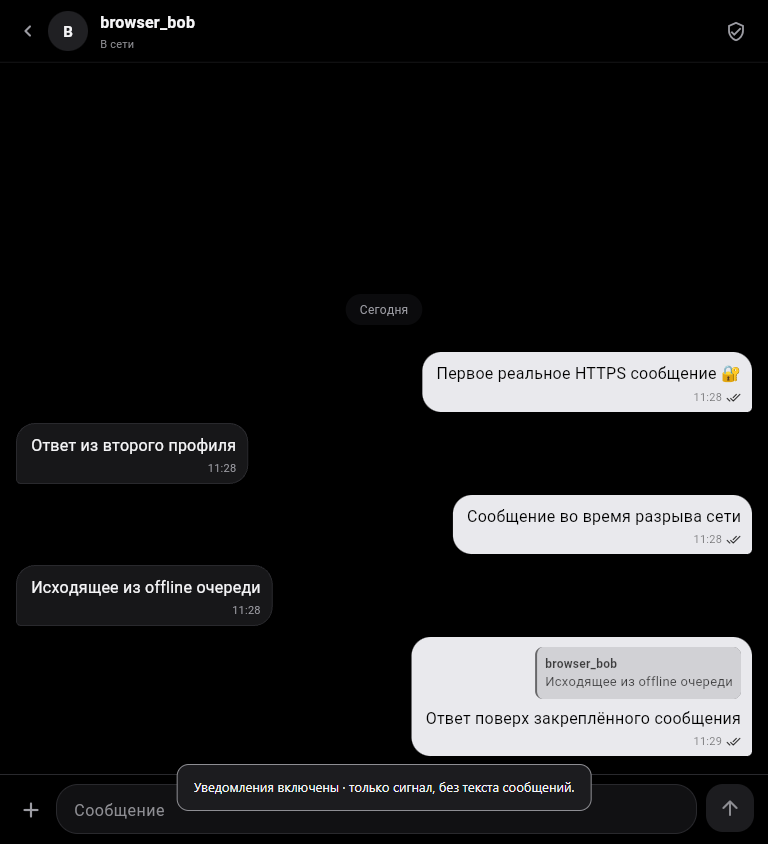 B
browser_bob
В сети
Сегодня
Первое реальное HTTPS сообщение 🔐
11:28
Ответ из второго профиля
11:28
Сообщение во время разрыва сети
11:28
Исходящее из offline очереди
11:28
browser_bob
Исходящее из offline очереди
Ответ поверх закреплённого сообщения
11:29
Уведомления включены · только сигнал, без текста сообщений.
Сообщение